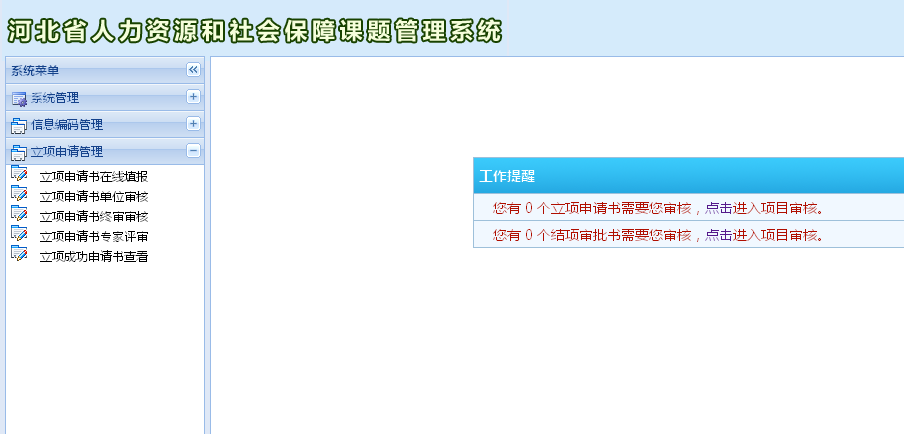 河北省人力资源和社会保障课题管理系统
系统菜单
系统管理
信息编码管理
立项申请管理
立项申请书在线填报
立项申请书单位审核
立项申请书终审审核
立项申请书专家评审
立项成功申请书查看
工作提醒
您有 0 个立项申请书需要您审核，点击进入项目审核。
您有 0 个结项审批书需要您审核，点击进入项目审核。